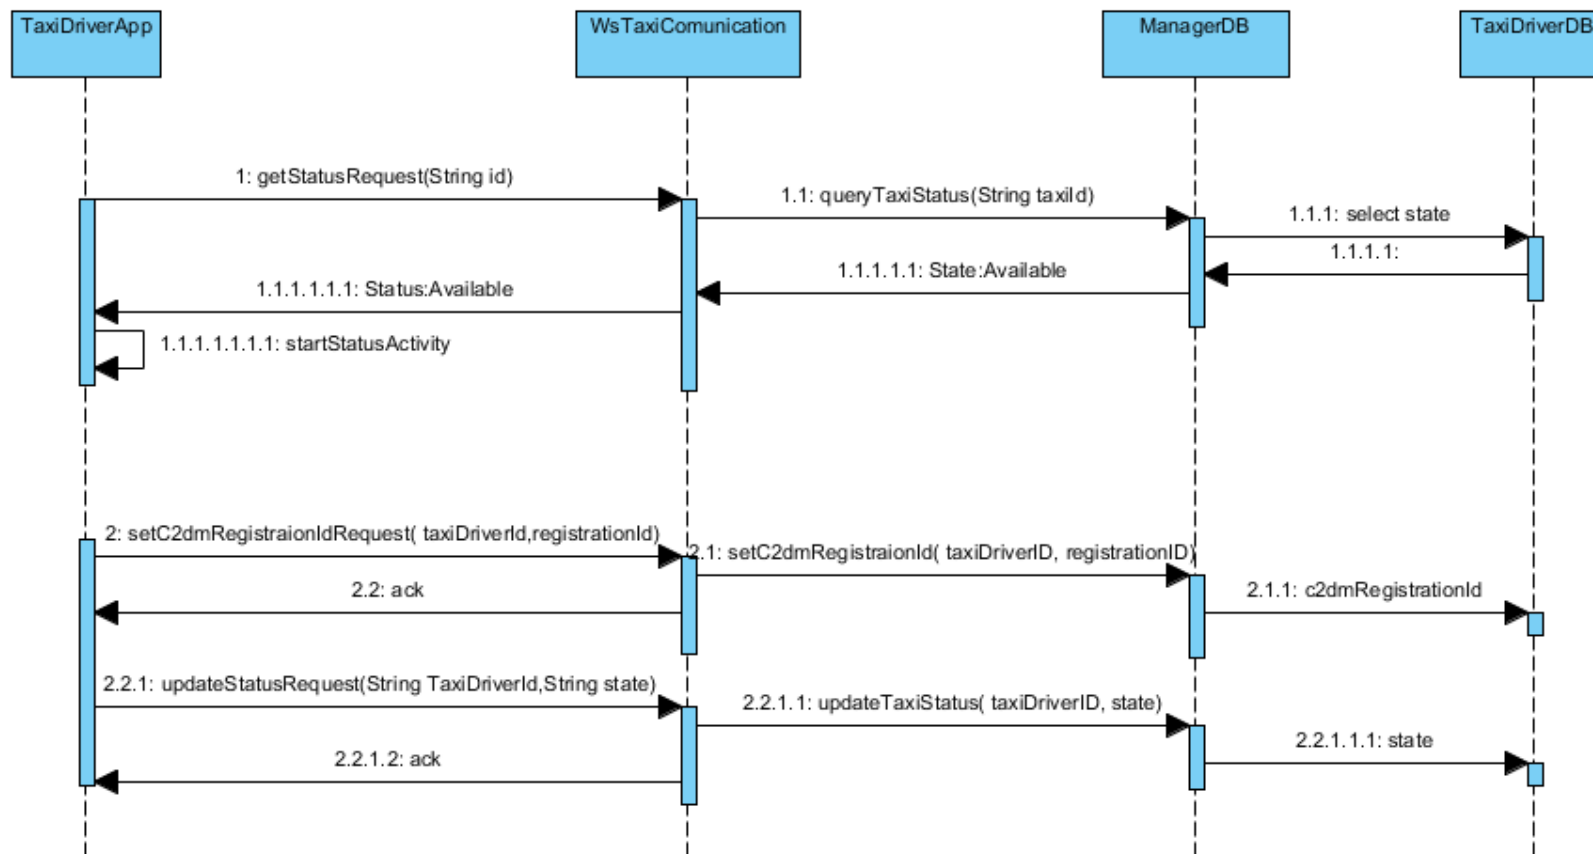 TaxiDriverApp
WsTaxiComunication
ManagerDB
TaxiDriverDB
1: getStatusRequest(String id)
1.1: queryTaxiStatus(String taxiId)
1.1.1: select state
1.1.1.1:
1.1.1.1.1: State:Available
1.1.1.1.1.1: Status:Available
1.1.1.1.1.1.1: startStatusActivity
2: setC2dmRegistraionIdRequest( taxiDriverId,registrationId)
2.1: setC2dmRegistraionId( taxiDriverID, registrationID)
2.2: ack
2.1.1: c2dmRegistrationId
2.2.1: updateStatusRequest(String TaxiDriverId,String state)
2.2.1.1: updateTaxiStatus( taxiDriverID, state)
2.2.1.1.1: state
2.2.1.2: ack